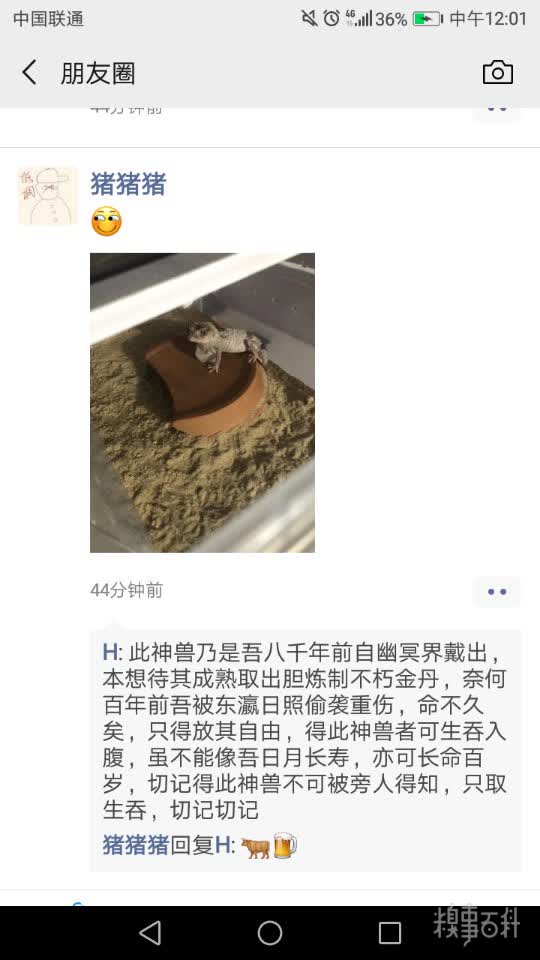 中国联通 4G 36% 中午12:01
朋友圈
44分钟前
猪猪猪
低调
44分钟前
H: 此神兽乃是吾八千年前自幽冥界戴出，
本想待其成熟取出胆炼制不朽金丹，奈何
百年前吾被东瀛日照偷袭重伤，命不久
矣，只得放其自由，得此神兽者可生吞入
腹，虽不能像吾日月长寿，亦可长命百
岁，切记得此神兽不可被旁人得知，只取
生吞，切记切记
猪猪猪回复H: 🐂🍺
糗事百科